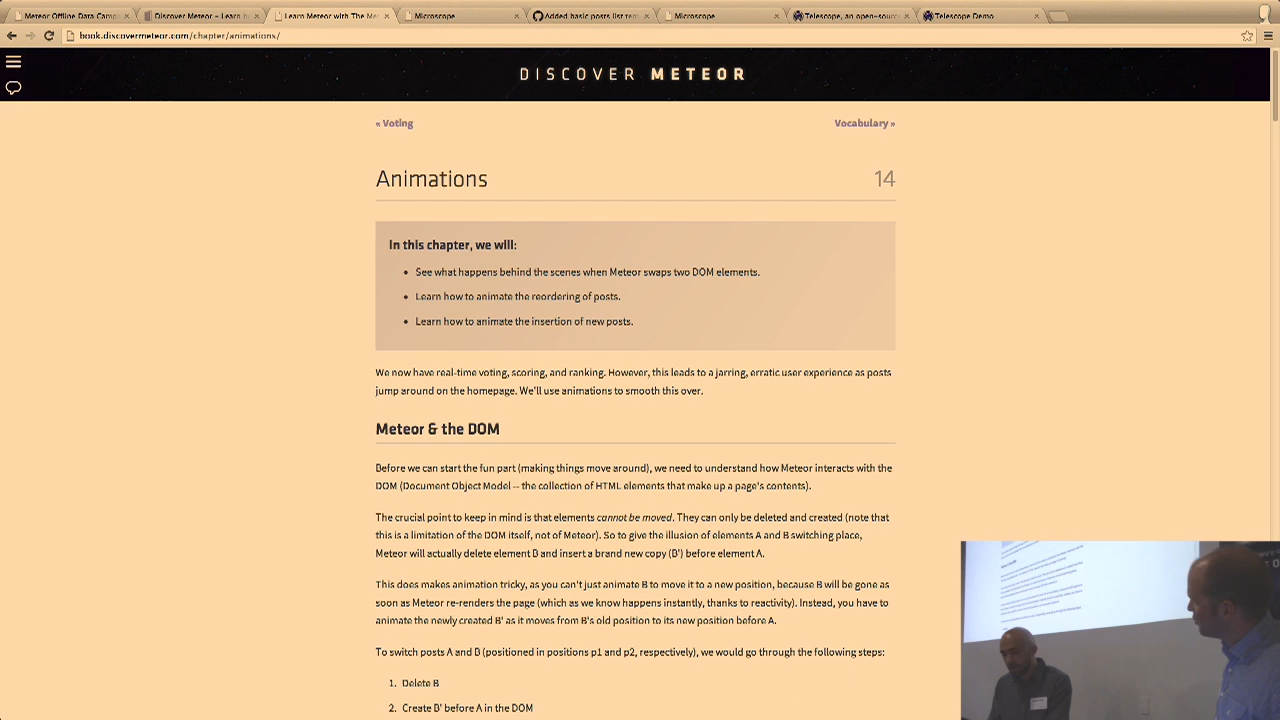 Meteor Offline Data Camp
Discover Meteor – Learn b
Learn Meteor with The Me
Microscope
Added basic posts list
Microscope
Telescope, an open-sourc
Telescope Demo
book.discovermeteor.com/chapter/animations/
DISCOVER METEOR
« Voting
Vocabulary »
Animations
14
In this chapter, we will:
• See what happens behind the scenes when Meteor swaps two DOM elements.
• Learn how to animate the reordering of posts.
• Learn how to animate the insertion of new posts.
We now have real-time voting, scoring, and ranking. However, this leads to a jarring, erratic user experience as posts
jump around on the homepage. We'll use animations to smooth this over.
Meteor & the DOM
Before we can start the fun part (making things move around), we need to understand how Meteor interacts with the
DOM (Document Object Model -- the collection of HTML elements that make up a page's contents).
The crucial point to keep in mind is that elements cannot be moved. They can only be deleted and created (note that
this is a limitation of the DOM itself, not of Meteor). So to give the illusion of elements A and B switching place,
Meteor will actually delete element B and insert a brand new copy (B') before element A.
This does makes animation tricky, as you can't just animate B to move it to a new position, because B will be gone as
soon as Meteor re-renders the page (which as we know happens instantly, thanks to reactivity). Instead, you have to
animate the newly created B' as it moves from B's old position to its new position before A.
To switch posts A and B (positioned in positions p1 and p2, respectively), we would go through the following steps:
1. Delete B
2. Create B' before A in the DOM